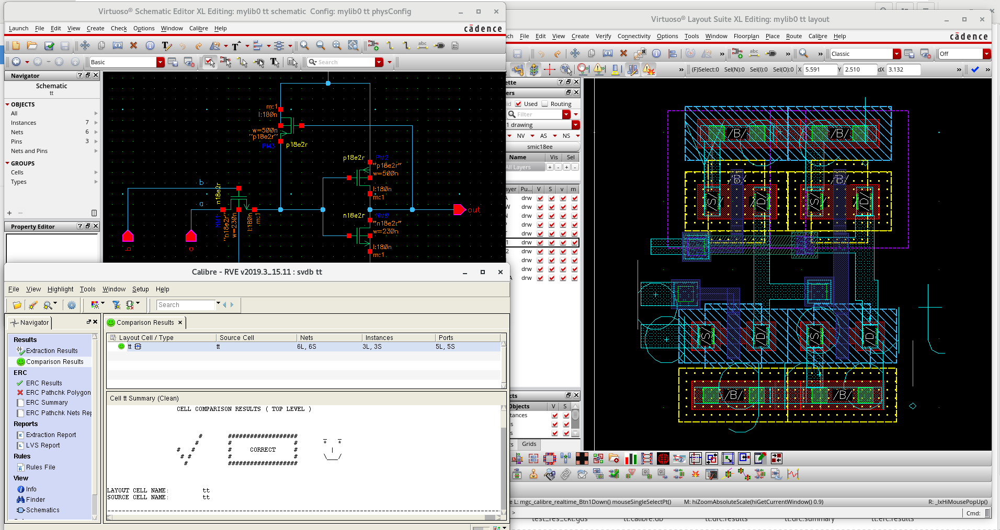 Virtuoso® Schematic Editor XL Editing: mylib0 tt schematic Config: mylib0 tt physConfig
Launch File Edit View Create Check Options Window Calibre Help
cādence
Basic
Search
Navigator
Schematic
tt
OBJECTS
All
Instances 7
Nets 6
Pins 3
Nets and Pins
GROUPS
Cells
Types
Property Editor
m:1
l:180n
w=500n
"p18e2r"
PM3
p18e2r
p18e2r
PM2
"p18e2r"
w=500n
l:180n
m:1
b
a
n18e2r
"n18e2r"
w=230n
l:180n
m:1
n18e2r
"n18e2r"
w=230n
l:180n
m:1
out
b
a
Virtuoso® Layout Suite XL Editing: mylib0 tt layout
ch File Edit View Create Verify Connectivity Options Tools Window Floorplan Place Route Calibre Help
cādence
Classic
Off
(F)Select:0 Sel(N):0 Sel(I):0 Sel(O):0 X 5.591 Y 2.510 dX 3.132
ette
ers
id Used Routing
Filter
1 drawing
NV AS NS
smic18ee
Name Vis Sel
All Layers + - + -
ayer Pu... V S v m
A drw
W drw
N drw
drw
drw
1 drw
2 drw
drw
drw
A drw
cts
Objects V S
tances
s
s
ts Grids
/B/ /B/
/B/ /B/
/S/ /D/ /S/ /D/
/S/ /D/ /S/ /D/
/B/ /B/
e L: mgc_calibre_realtime_Btn1Down() mouseSingleSelectPt() M: hiZoomAbsoluteScale(hiGetCurrentWindow() 0.9) R: _lxHiMousePopUp()
> Cmd:
test_res_ckt.gds tt.calibre.db tt.drc.results tt.drc.summary tt.erc.results
Calibre - RVE v2019.3_15.11 : svdb tt
File View Highlight Tools Window Setup Help
Search
Navigator
Results
Extraction Results
Comparison Results
ERC
ERC Results
ERC Pathchk Polygon
ERC Summary
ERC Pathchk Nets Rep
Reports
Extraction Report
LVS Report
Rules
Rules File
View
Info
Finder
Schematics
Comparison Results
Layout Cell / Type Source Cell Nets Instances Ports
tt tt 6L, 6S 3L, 3S 5L, 5S
Cell tt Summary (Clean)
CELL COMPARISON RESULTS ( TOP LEVEL )
# ###################
# # #
# # # CORRECT #
# # # #
# ###################
LAYOUT CELL NAME: tt
SOURCE CELL NAME: tt